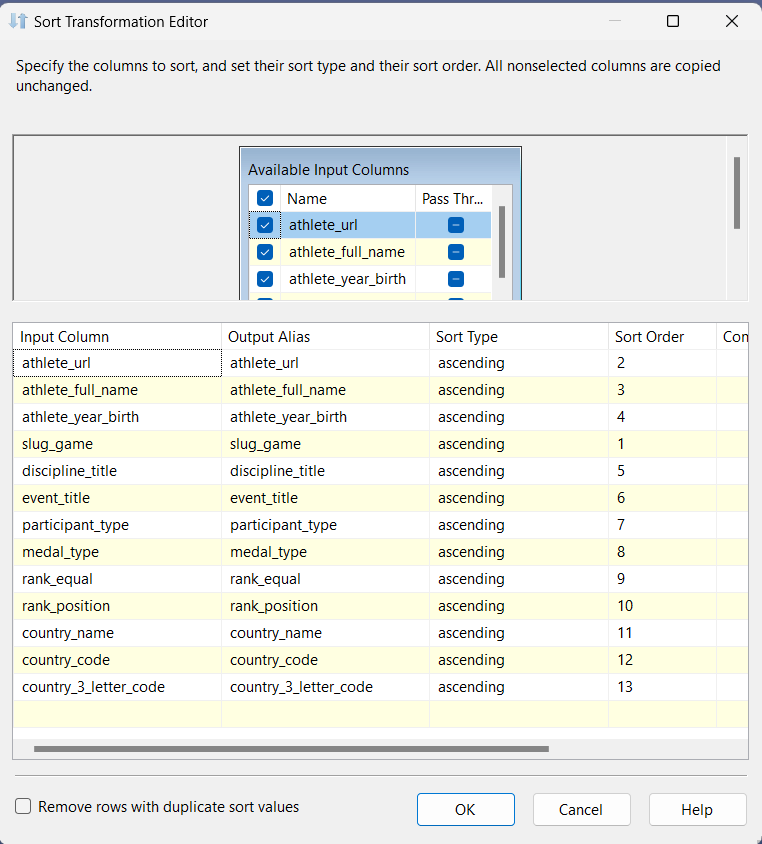 Sort Transformation Editor
Specify the columns to sort, and set their sort type and their sort order. All nonselected columns are copied
unchanged.
Available Input Columns
Name Pass Thr...
athlete_url
athlete_full_name
athlete_year_birth
Input Column Output Alias Sort Type Sort Order Con
athlete_url athlete_url ascending 2
athlete_full_name athlete_full_name ascending 3
athlete_year_birth athlete_year_birth ascending 4
slug_game slug_game ascending 1
discipline_title discipline_title ascending 5
event_title event_title ascending 6
participant_type participant_type ascending 7
medal_type medal_type ascending 8
rank_equal rank_equal ascending 9
rank_position rank_position ascending 10
country_name country_name ascending 11
country_code country_code ascending 12
country_3_letter_code country_3_letter_code ascending 13
Remove rows with duplicate sort values
OK Cancel Help